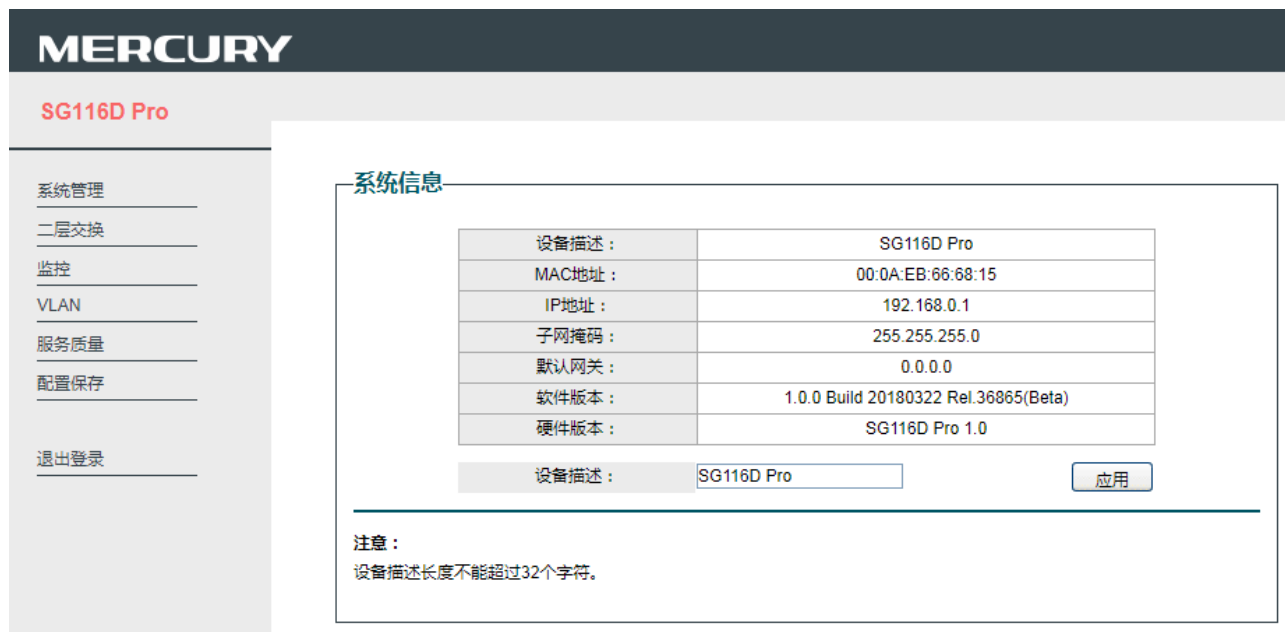 MERCURY
SG116D Pro
系统管理
二层交换
监控
VLAN
服务质量
配置保存
退出登录
系统信息
设备描述： SG116D Pro
MAC地址： 00:0A:EB:66:68:15
IP地址： 192.168.0.1
子网掩码： 255.255.255.0
默认网关： 0.0.0.0
软件版本： 1.0.0 Build 20180322 Rel.36865(Beta)
硬件版本： SG116D Pro 1.0
设备描述： SG116D Pro 应用
注意：
设备描述长度不能超过32个字符。